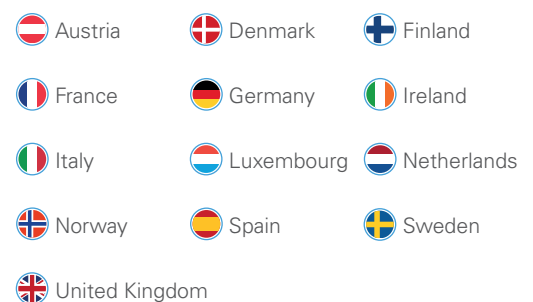 Austria Denmark Finland
France Germany Ireland
Italy Luxembourg Netherlands
Norway Spain Sweden
United Kingdom